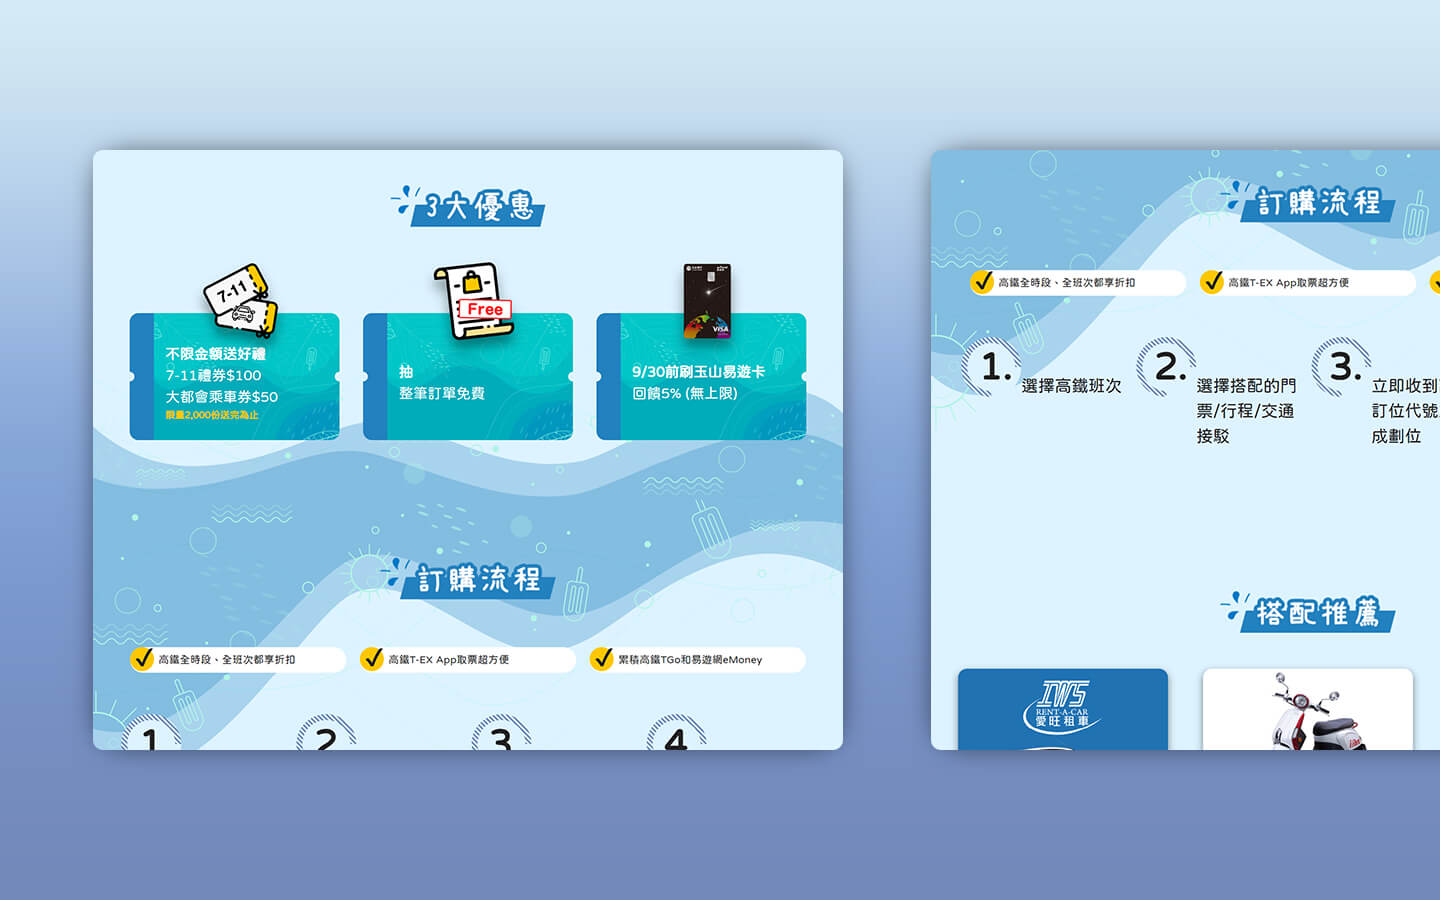 3大優惠
7-11
Free
VISA
不限金額送好禮
7-11禮券$100
大都會乘車券$50
限量2,000份送完為止
抽
整筆訂單免費
9/30前刷玉山易遊卡
回饋5% (無上限)
訂購流程
高鐵全時段、全班次都享折扣
高鐵T-EX App取票超方便
累積高鐵TGo和易遊網eMoney
1
2
3
4
訂購流程
高鐵全時段、全班次都享折扣
高鐵T-EX App取票超方便
1.
選擇高鐵班次
2.
選擇搭配的門
票/行程/交通
接駁
3.
立即收到
訂位代號
成劃位
搭配推薦
IWS
RENT-A-CAR
愛旺租車